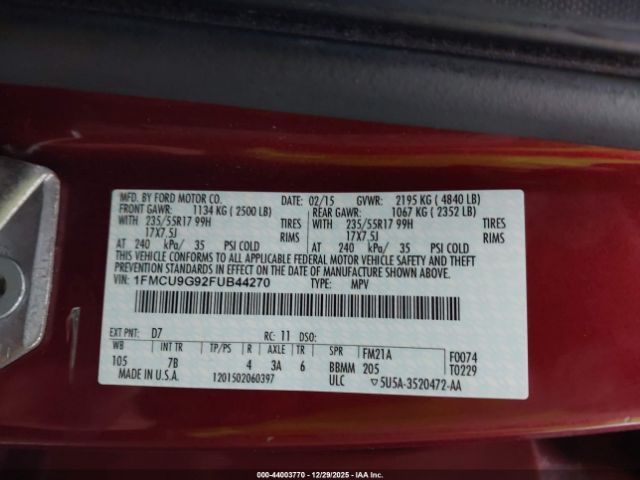 MFD. BY FORD MOTOR CO. DATE: 02/15 GVWR: 2195 KG ( 4840 LB)
FRONT GAWR: 1134 KG ( 2500 LB) REAR GAWR: 1067 KG ( 2352 LB)
WITH 235/55R17 99H TIRES WITH 235/55R17 99H TIRES
17X7.5J RIMS 17X7.5J RIMS
AT 240 kPa/ 35 PSI COLD AT 240 kPa/ 35 PSI COLD
THIS VEHICLE CONFORMS TO ALL APPLICABLE FEDERAL MOTOR VEHICLE SAFETY AND THEFT
PREVENTION STANDARDS IN EFFECT ON THE DATE OF MANUFACTURE SHOWN ABOVE.
VIN: 1FMCU9G92FUB44270 TYPE: MPV
EXT PNT: D7 RC: 11 DSO:
WB INT TR TP/PS R AXLE TR SPR FM21A F0074
105 7B 4 3A 6 BBMM 205 T0229
MADE IN U.S.A. 1201502060397 ULC 5U5A-3520472-AA
000-44003770 - 12/29/2025 - IAA Inc.